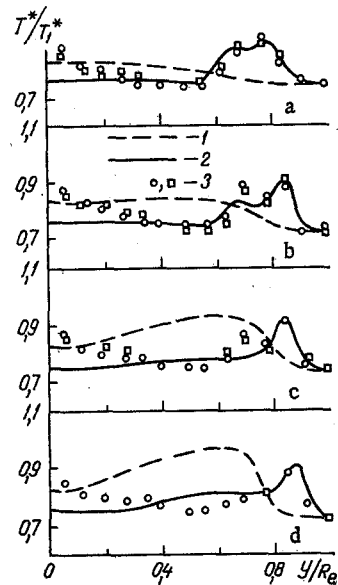 T*/T₁*
0,7
a
1,1
— 1
— 2
○, □ – 3
0,9
0,7
b
1,1
0,9
0,7
c
1,1
0,9
0,7
d
0
0,4
0,8
y/Rₐ